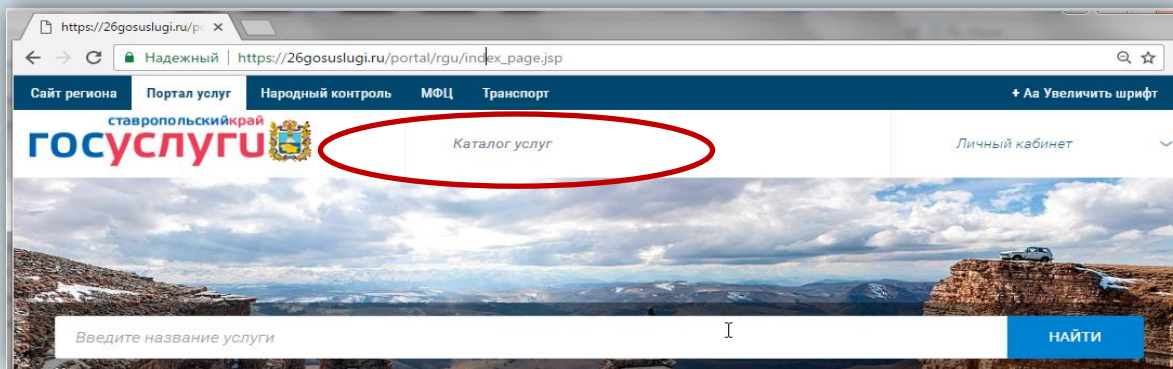 https://26gosuslugi.ru/po
Надежный https://26gosuslugi.ru/portal/rgu/index_page.jsp
Сайт региона Портал услуг Народный контроль МФЦ Транспорт + Aa Увеличить шрифт
ставропольскийкрай
госуслуги
Каталог услуг Личный кабинет
Введите название услуги НАЙТИ